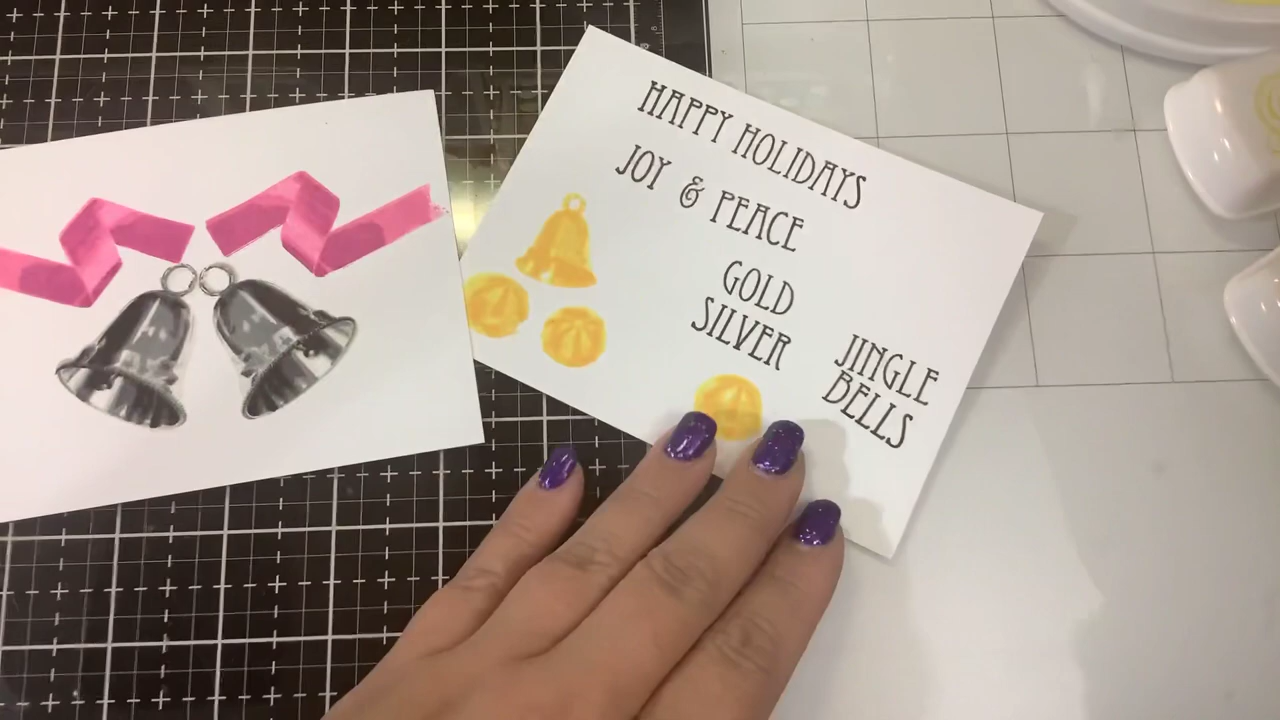 HAPPY HOLIDAYS
JOY & PEACE
GOLD
SILVER
JINGLE
BELLS